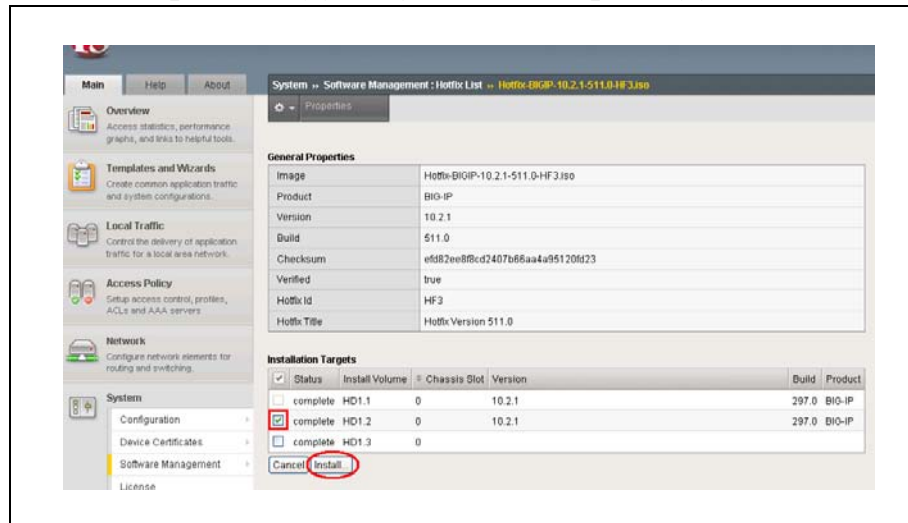 Main Help About
System ›› Software Management : Hotfix List ›› Hotfix-BIGIP-10.2.1-511.0-HF3.iso
Properties
Overview
Access statistics, performance
graphs, and links to helpful tools.
Templates and Wizards
Create common application traffic
and system configurations.
Local Traffic
Control the delivery of application
traffic for a local area network.
Access Policy
Setup access control, profiles,
ACLs and AAA servers
Network
Configure network elements for
routing and switching.
System
Configuration
Device Certificates
Software Management
License
General Properties
Image Hotfix-BIGIP-10.2.1-511.0-HF3.iso
Product BIG-IP
Version 10.2.1
Build 511.0
Checksum efd82ee8f8cd2407b66aa4a95120fd23
Verified true
Hotfix Id HF3
Hotfix Title Hotfix Version 511.0
Installation Targets
Status Install Volume Chassis Slot Version Build Product
complete HD1.1 0 10.2.1 297.0 BIG-IP
complete HD1.2 0 10.2.1 297.0 BIG-IP
complete HD1.3 0
Cancel Install...